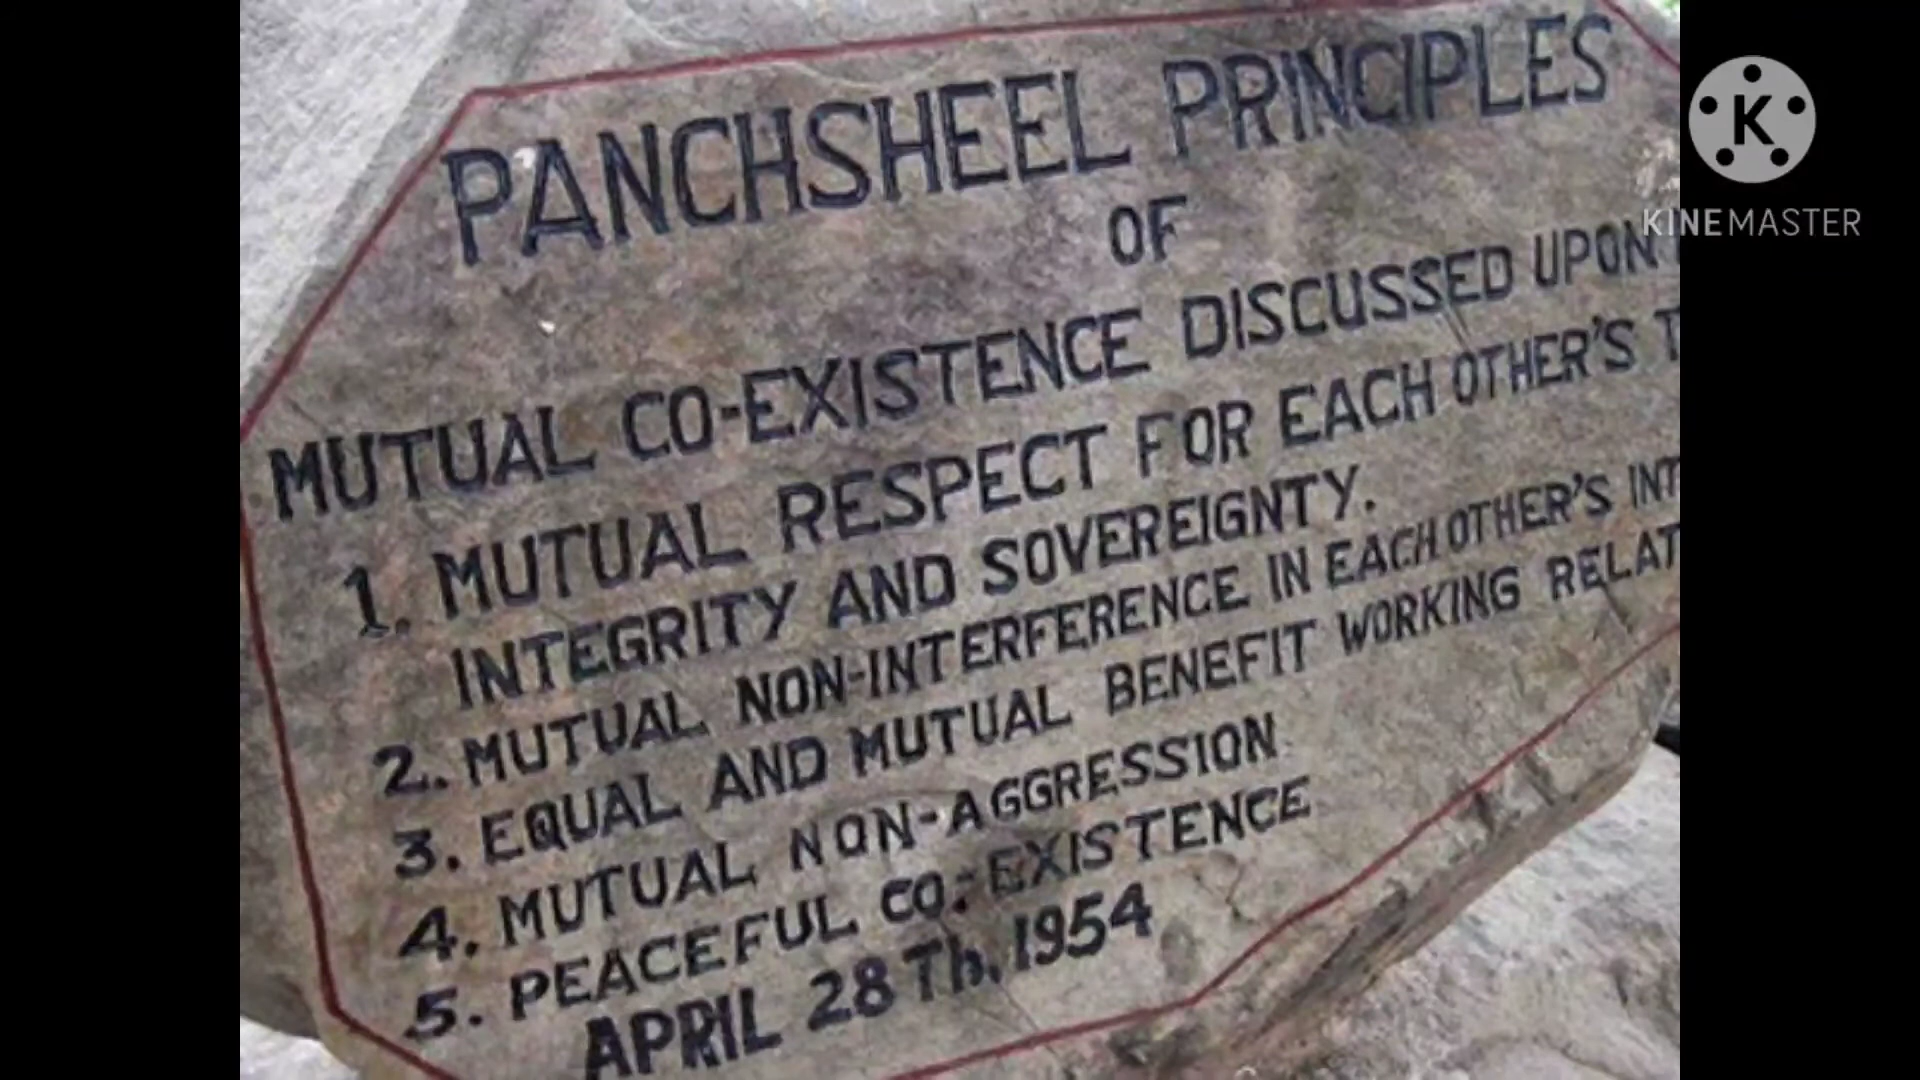 PANCHSHEEL PRINCIPLES
OF
MUTUAL CO-EXISTENCE DISCUSSED UPON
1. MUTUAL RESPECT FOR EACH OTHER'S
INTEGRITY AND SOVEREIGNTY.
2. MUTUAL NON-INTERFERENCE IN EACH OTHER'S
3. EQUAL AND MUTUAL BENEFIT WORKING
4. MUTUAL NON-AGGRESSION
5. PEACEFUL CO-EXISTENCE
APRIL 28Th, 1954
K
KINEMASTER